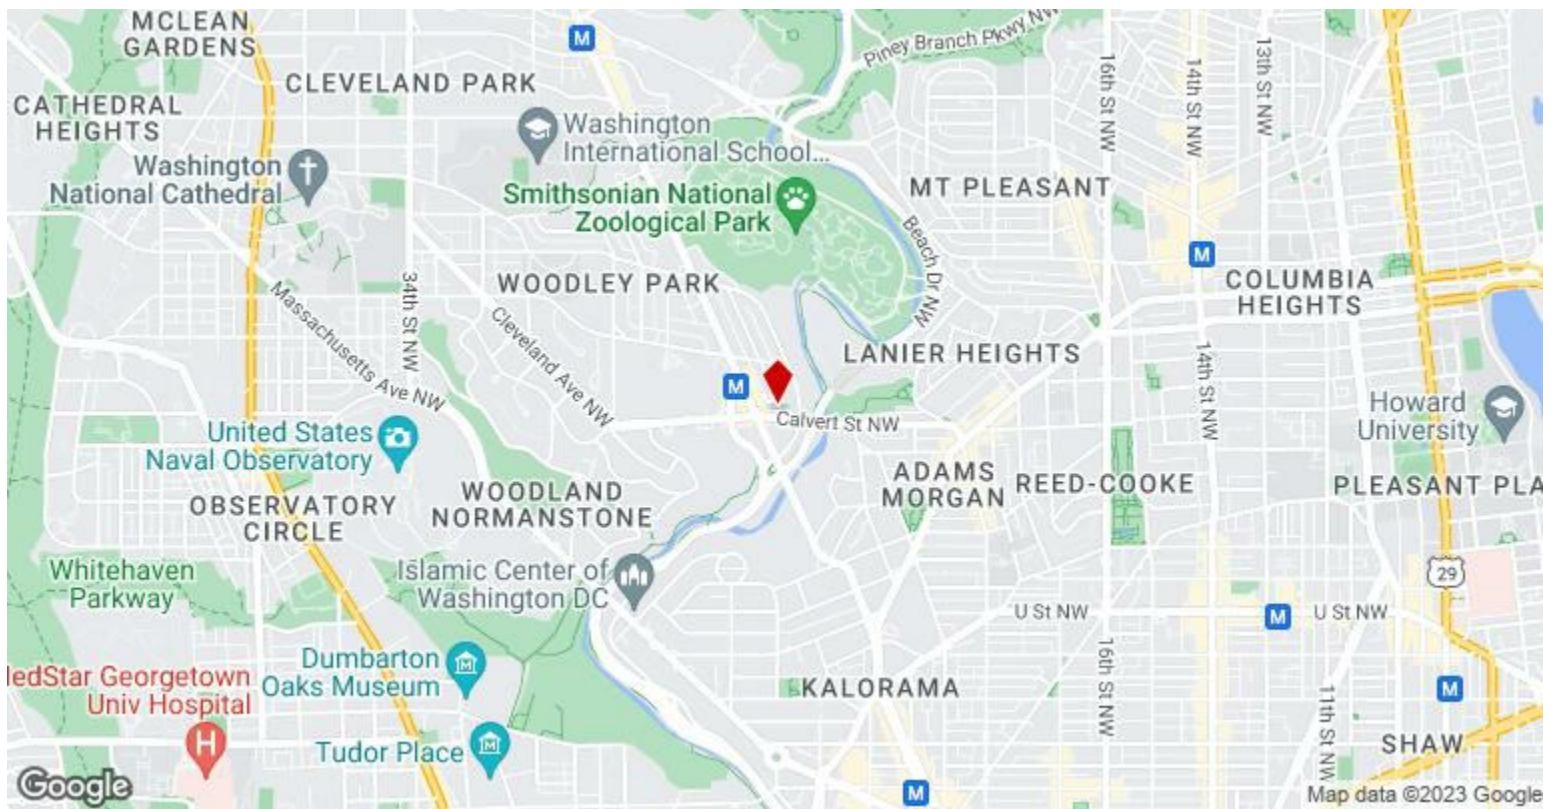 MCLEAN
GARDENS
M
Piney Branch Pkwy NW
16th St NW
14th St NW
13th St NW
CLEVELAND PARK
CATHEDRAL
HEIGHTS
Washington
International School...
Washington
National Cathedral
Smithsonian National
Zoological Park
MT PLEASANT
Beach Dr NW
M
WOODLEY PARK
COLUMBIA
HEIGHTS
34th St NW
Massachusetts Ave NW
Cleveland Ave NW
LANIER HEIGHTS
14th St NW
M
Calvert St NW
Howard
University
United States
Naval Observatory
ADAMS
MORGAN
REED-COOKE
PLEASANT PLA
WOODLAND
NORMANSTONE
OBSERVATORY
CIRCLE
Whitehaven
Parkway
Islamic Center of
Washington DC
29
U St NW
M
U St NW
Dumbarton
Oaks Museum
M
16th St NW
KALORAMA
M
11th St NW
edStar Georgetown
Univ Hospital
H
Tudor Place
M
SHAW
M
Google
Map data ©2023 Google